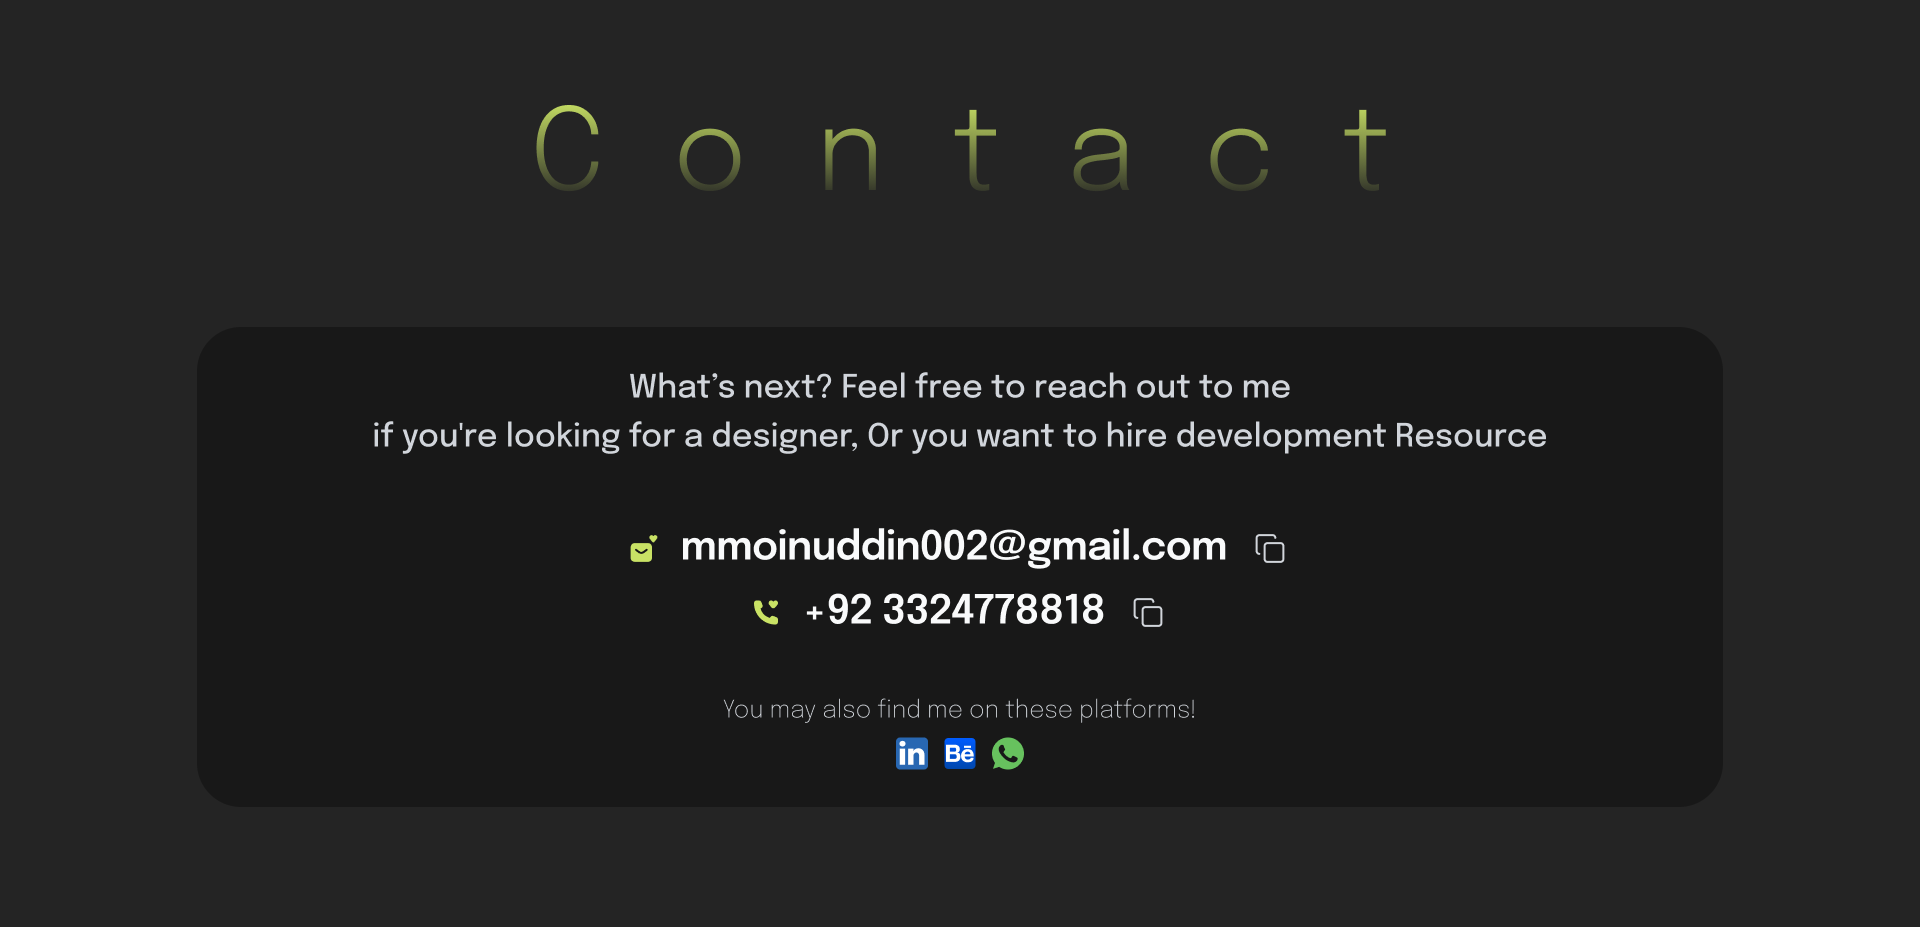 Contact
What’s next? Feel free to reach out to me
if you're looking for a designer, Or you want to hire development Resource
mmoinuddin002@gmail.com
+92 3324778818
You may also find me on these platforms!
in Bē